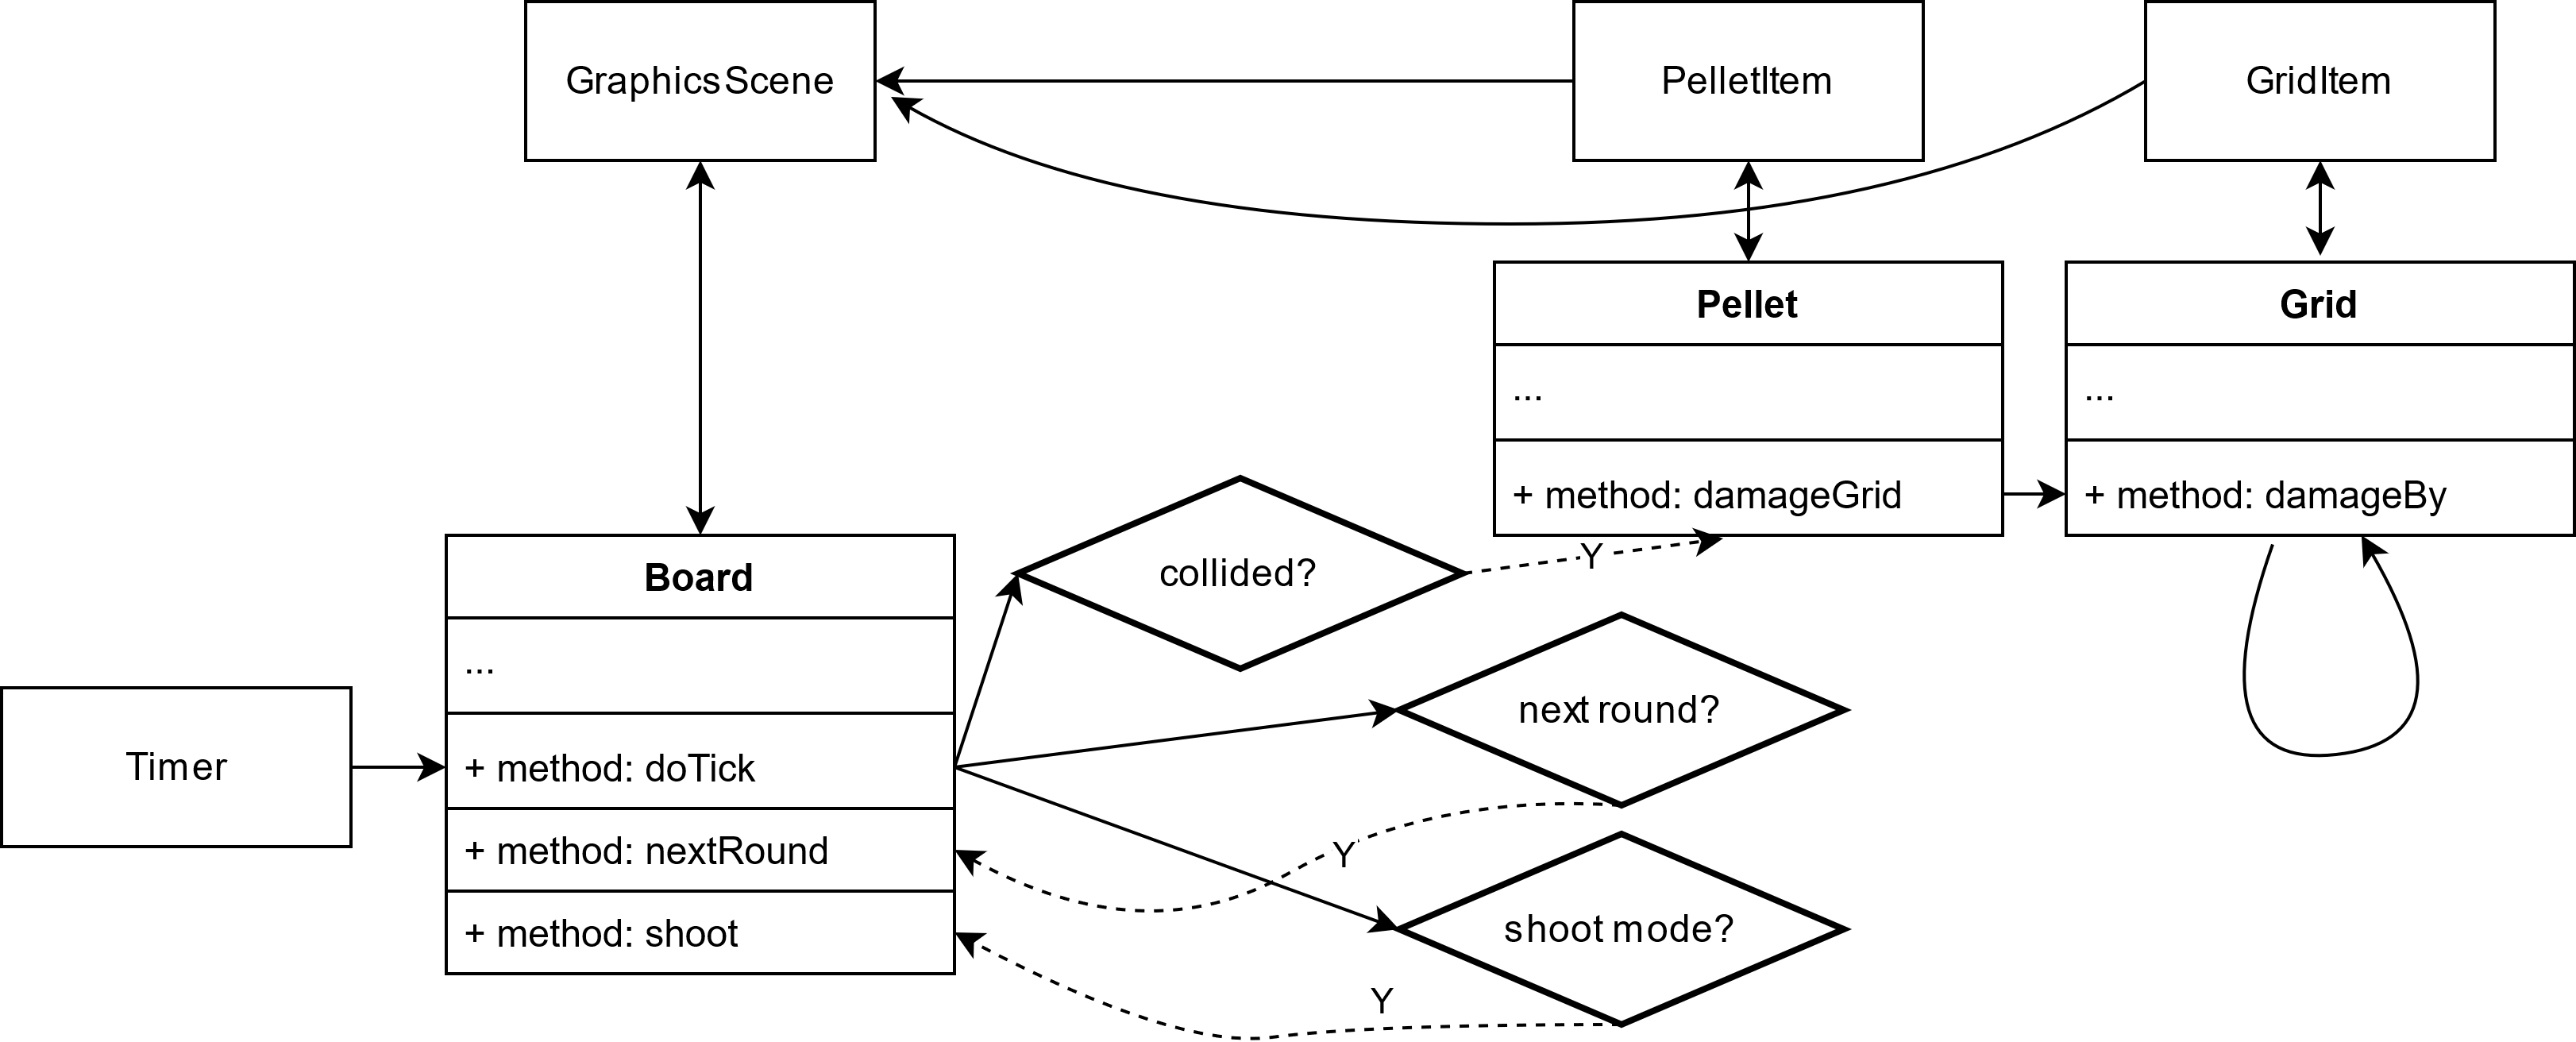 GraphicsScene
PelletItem
GridItem
Pellet
...
+ method: damageGrid
Grid
...
+ method: damageBy
collided?
Y
Board
...
+ method: doTick
+ method: nextRound
+ method: shoot
Timer
next round?
Y
shoot mode?
Y